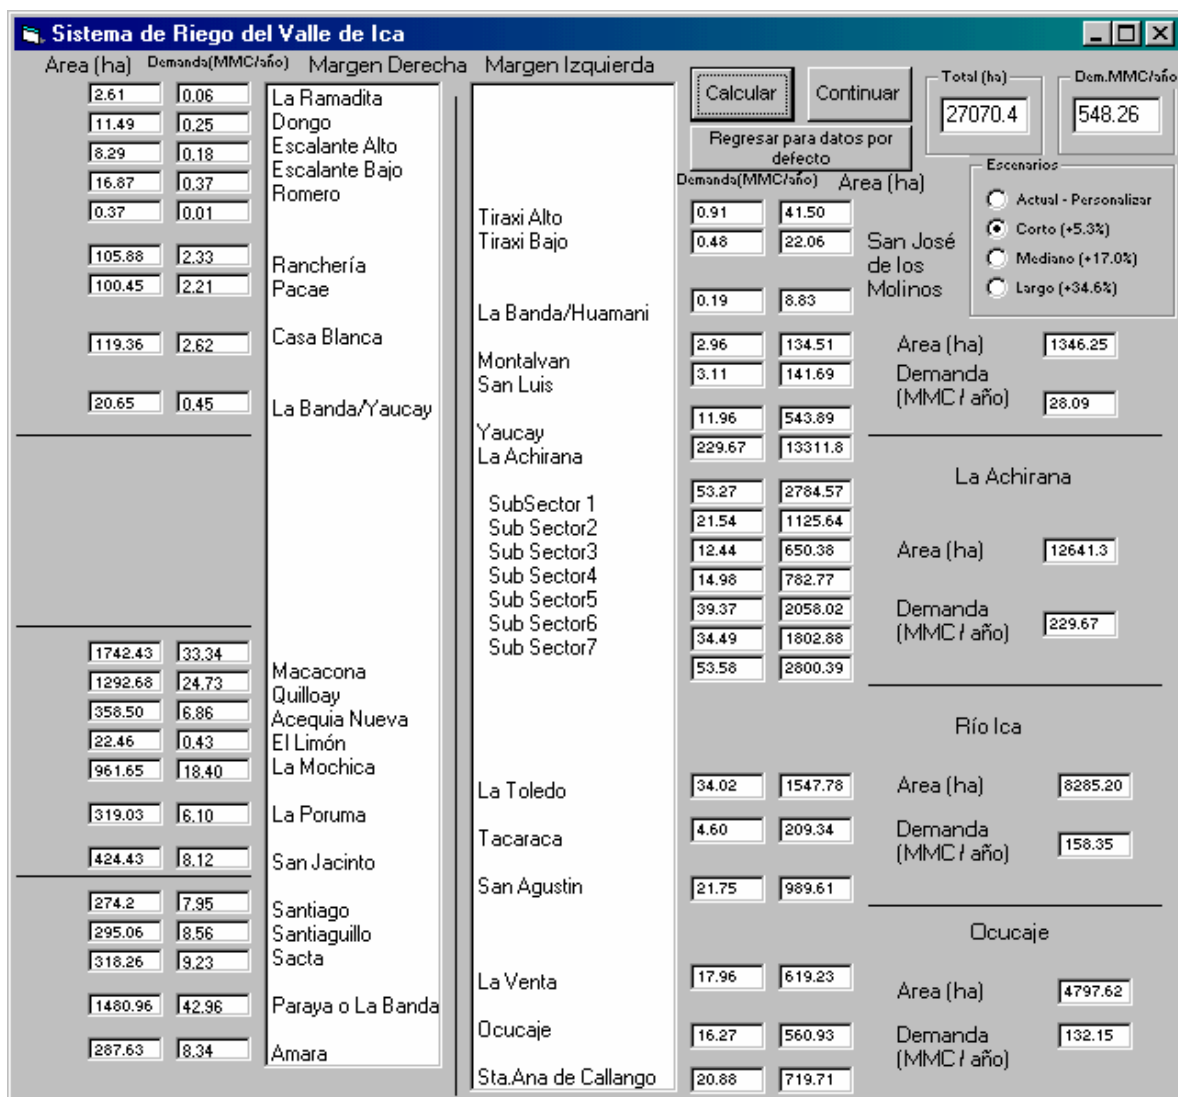 Sistema de Riego del Valle de Ica
Area (ha) Demanda(MMC/año) Margen Derecha Margen Izquierda
Calcular Continuar
Regresar para datos por
defecto
Total (ha) Dem.MMC/año
27070.4 548.26
Escenarios
Actual - Personalizar
Corto (+5.3%)
Mediano (+17.0%)
Largo (+34.6%)
2.61 0.06 La Ramadita
11.49 0.25 Dongo
8.29 0.18 Escalante Alto
16.87 0.37 Escalante Bajo
0.37 0.01 Romero
105.88 2.33 Ranchería
100.45 2.21 Pacae
119.36 2.62 Casa Blanca
20.65 0.45 La Banda/Yaucay
1742.43 33.34 Macacona
1292.68 24.73 Quilloay
358.50 6.86 Acequia Nueva
22.46 0.43 El Limón
961.65 18.40 La Mochica
319.03 6.10 La Poruma
424.43 8.12 San Jacinto
274.2 7.95 Santiago
295.06 8.56 Santiaguillo
318.26 9.23 Sacta
1480.96 42.96 Paraya o La Banda
287.63 8.34 Amara
Demanda(MMC/año) Area (ha)
Tiraxi Alto 0.91 41.50
Tiraxi Bajo 0.48 22.06
La Banda/Huamani 0.19 8.83
Montalvan 2.96 134.51
San Luis 3.11 141.69
Yaucay 11.96 543.89
La Achirana 229.67 13311.8
SubSector 1 53.27 2784.57
Sub Sector2 21.54 1125.64
Sub Sector3 12.44 650.38
Sub Sector4 14.98 782.77
Sub Sector5 39.37 2058.02
Sub Sector6 34.49 1802.88
Sub Sector7 53.58 2800.39
La Toledo 34.02 1547.78
Tacaraca 4.60 209.34
San Agustin 21.75 989.61
La Venta 17.96 619.23
Ocucaje 16.27 560.93
Sta.Ana de Callango 20.88 719.71
San José
de los
Molinos
Area (ha) 1346.25
Demanda
(MMC / año) 28.09
La Achirana
Area (ha) 12641.3
Demanda
(MMC / año) 229.67
Río Ica
Area (ha) 8285.20
Demanda
(MMC / año) 158.35
Ocucaje
Area (ha) 4797.62
Demanda 132.15
(MMC / año)